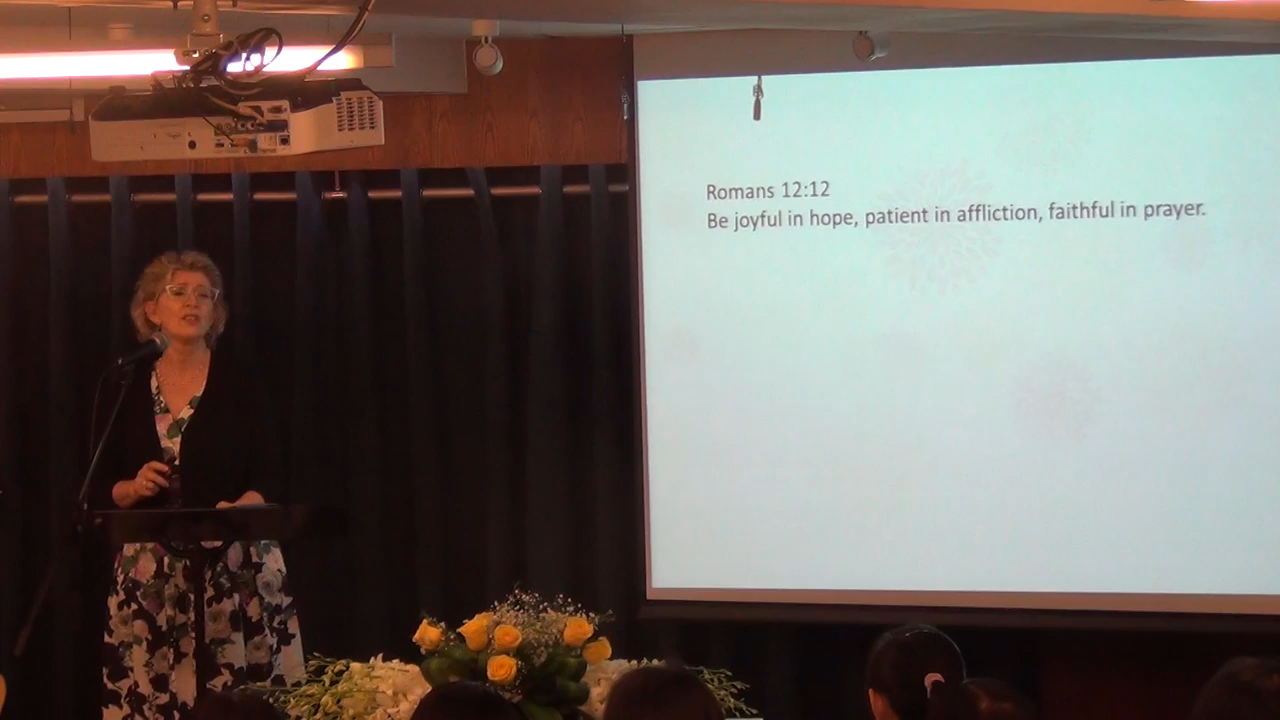 Romans 12:12
Be joyful in hope, patient in affliction, faithful in prayer.